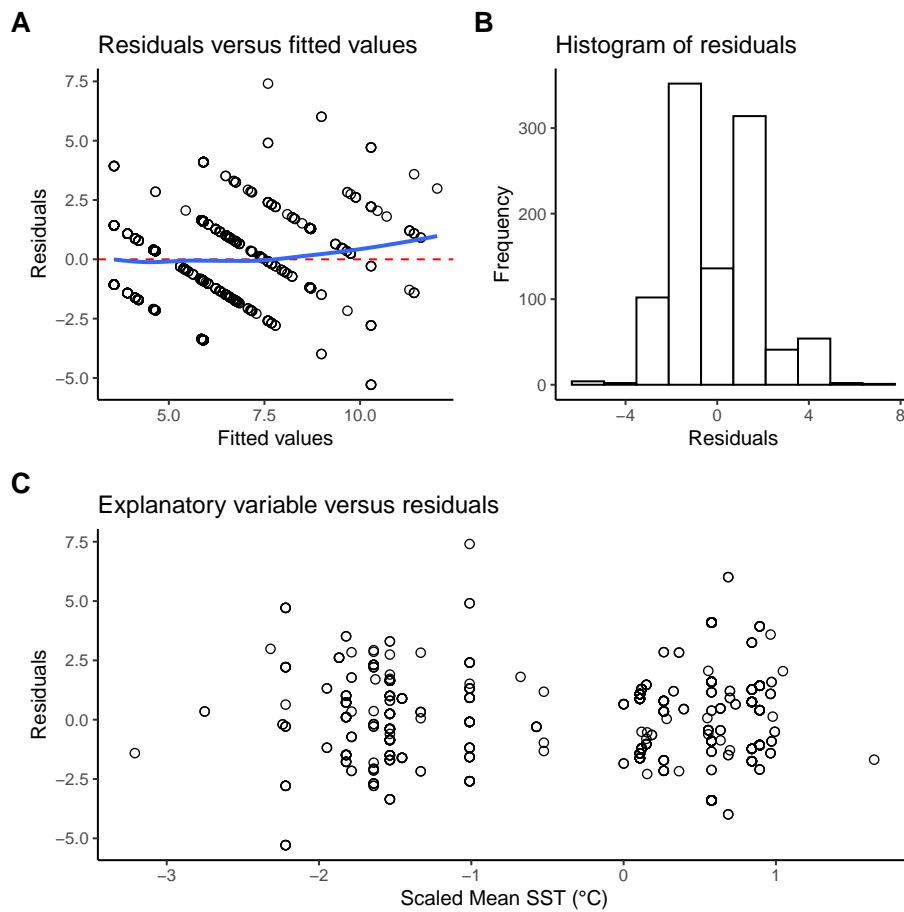 A
Residuals versus fitted values
7.5
5.0
2.5
0.0
−2.5
−5.0
5.0 7.5 10.0
Residuals
Fitted values
B
Histogram of residuals
300
200
100
0
−4 0 4 8
Frequency
Residuals
C
Explanatory variable versus residuals
7.5
5.0
2.5
0.0
−2.5
−5.0
−3 −2 −1 0 1
Residuals
Scaled Mean SST (°C)